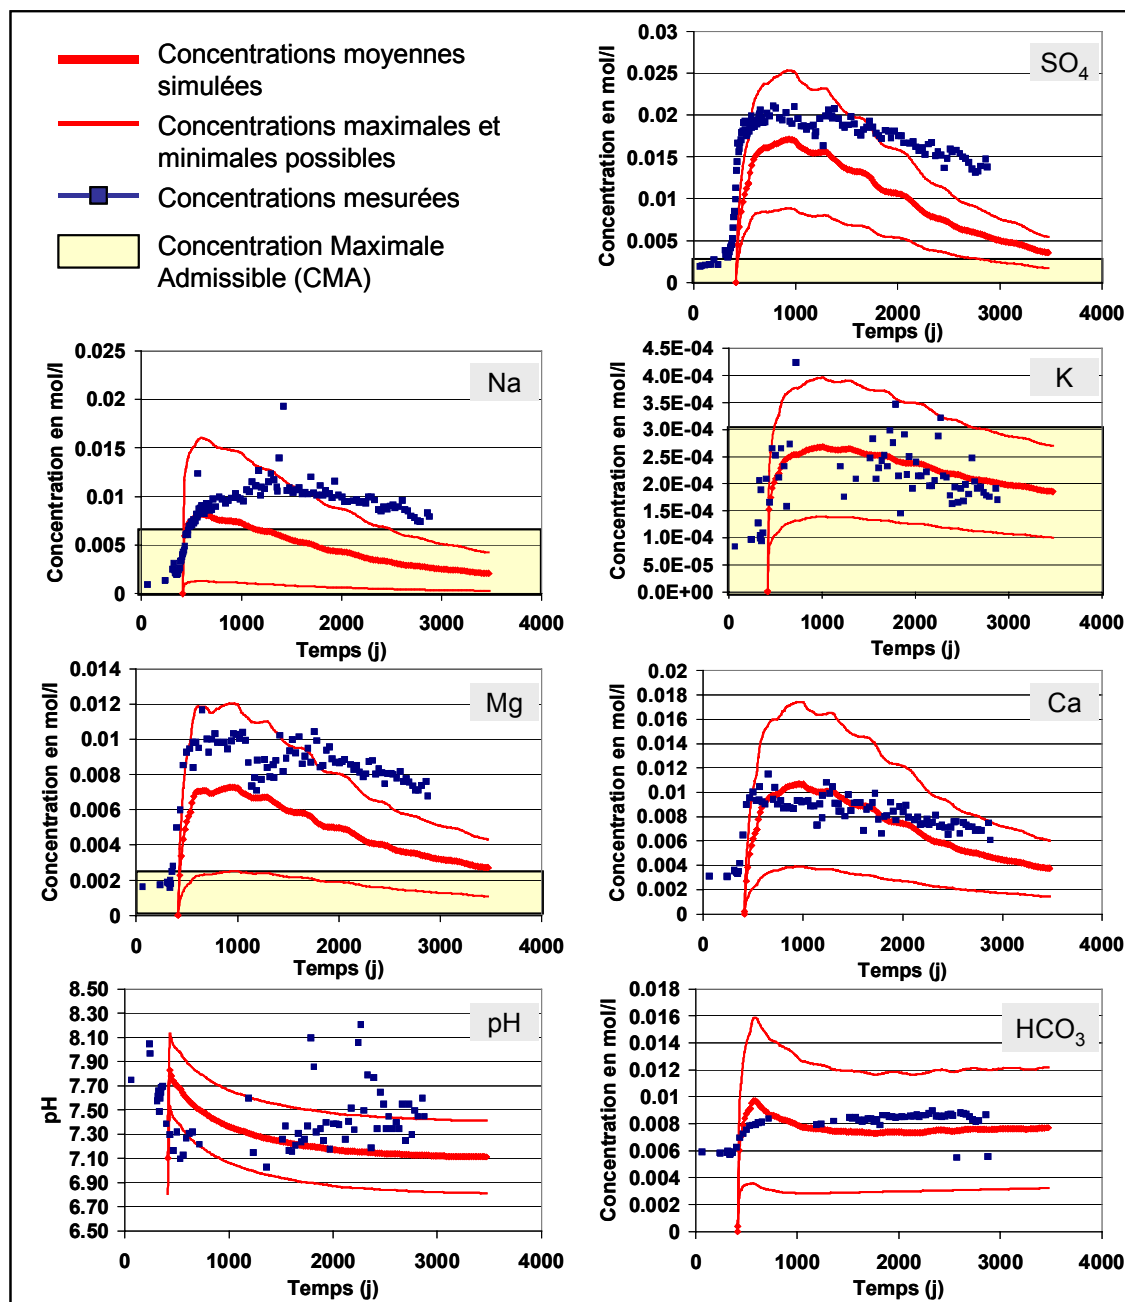 Concentrations moyennes
simulées
Concentrations maximales et
minimales possibles
Concentrations mesurées
Concentration Maximale
Admissible (CMA)
Concentration en mol/l
0.03
0.025
0.02
0.015
0.01
0.005
0
SO4
0 1000 2000 3000 4000
Temps (j)
Concentration en mol/l
0.025
0.02
0.015
0.01
0.005
0
Na
0 1000 2000 3000 4000
Temps (j)
Concentration en mol/l
4.5E-04
4.0E-04
3.5E-04
3.0E-04
2.5E-04
2.0E-04
1.5E-04
1.0E-04
5.0E-05
0.0E+00
K
0 1000 2000 3000 4000
Temps (j)
Concentration en mol/l
0.014
0.012
0.01
0.008
0.006
0.004
0.002
0
Mg
0 1000 2000 3000 4000
Temps (j)
Concentration en mol/l
0.02
0.018
0.016
0.014
0.012
0.01
0.008
0.006
0.004
0.002
0
Ca
0 1000 2000 3000 4000
Temps (j)
pH
8.50
8.30
8.10
7.90
7.70
7.50
7.30
7.10
6.90
6.70
6.50
pH
0 1000 2000 3000 4000
Temps (j)
Concentration en mol/l
0.018
0.016
0.014
0.012
0.01
0.008
0.006
0.004
0.002
0
HCO3
0 1000 2000 3000 4000
Temps (j)